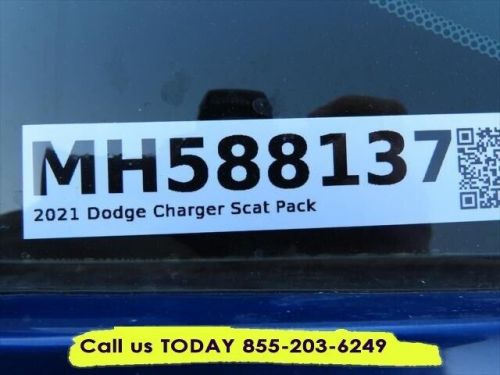 MH588137
2021 Dodge Charger Scat Pack
Call us TODAY 855-203-6249